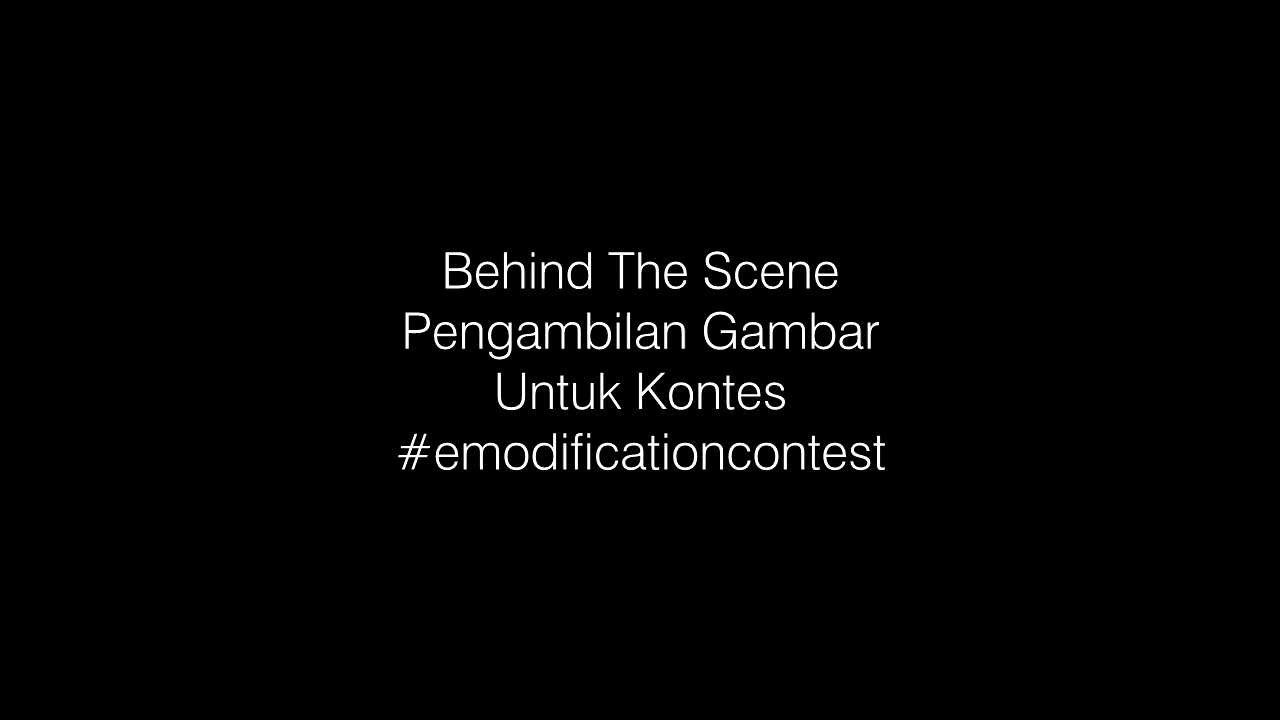 Behind The Scene
Pengambilan Gambar
Untuk Kontes
#emodificationcontest